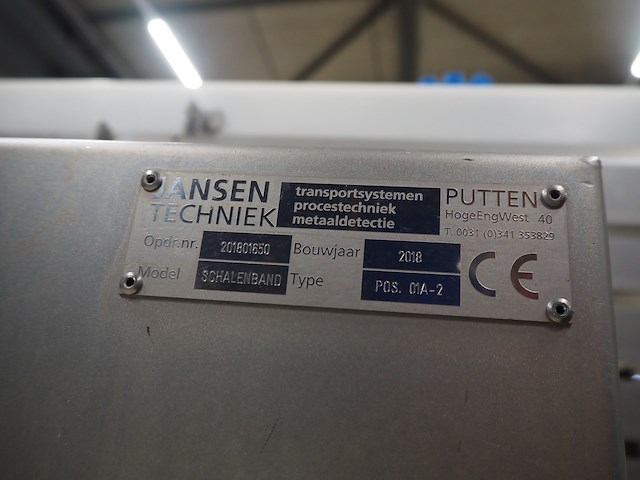 JANSEN
TECHNIEK
transportsystemen
procestechniek
metaaldetectie
PUTTEN
HogeEngWest 40
T. 0031 (0)341 353829
Opdr.nr. 201801650 Bouwjaar 2018
Model SCHALENBAND Type POS. 01A-2
CE